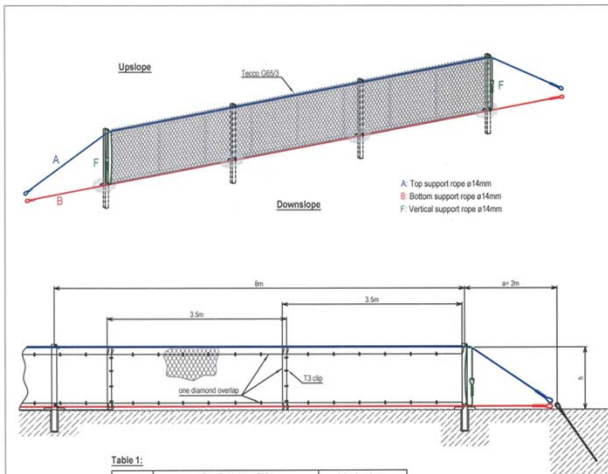 Upslope
Tecco G65/3
F
A
F
B
A: Top support rope ø14mm
B: Bottom support rope ø14mm
F: Vertical support rope ø14mm
Downslope
8m
a= 2m
3.5m
3.5m
h
T3 clip
one diamond overlap
Table 1: